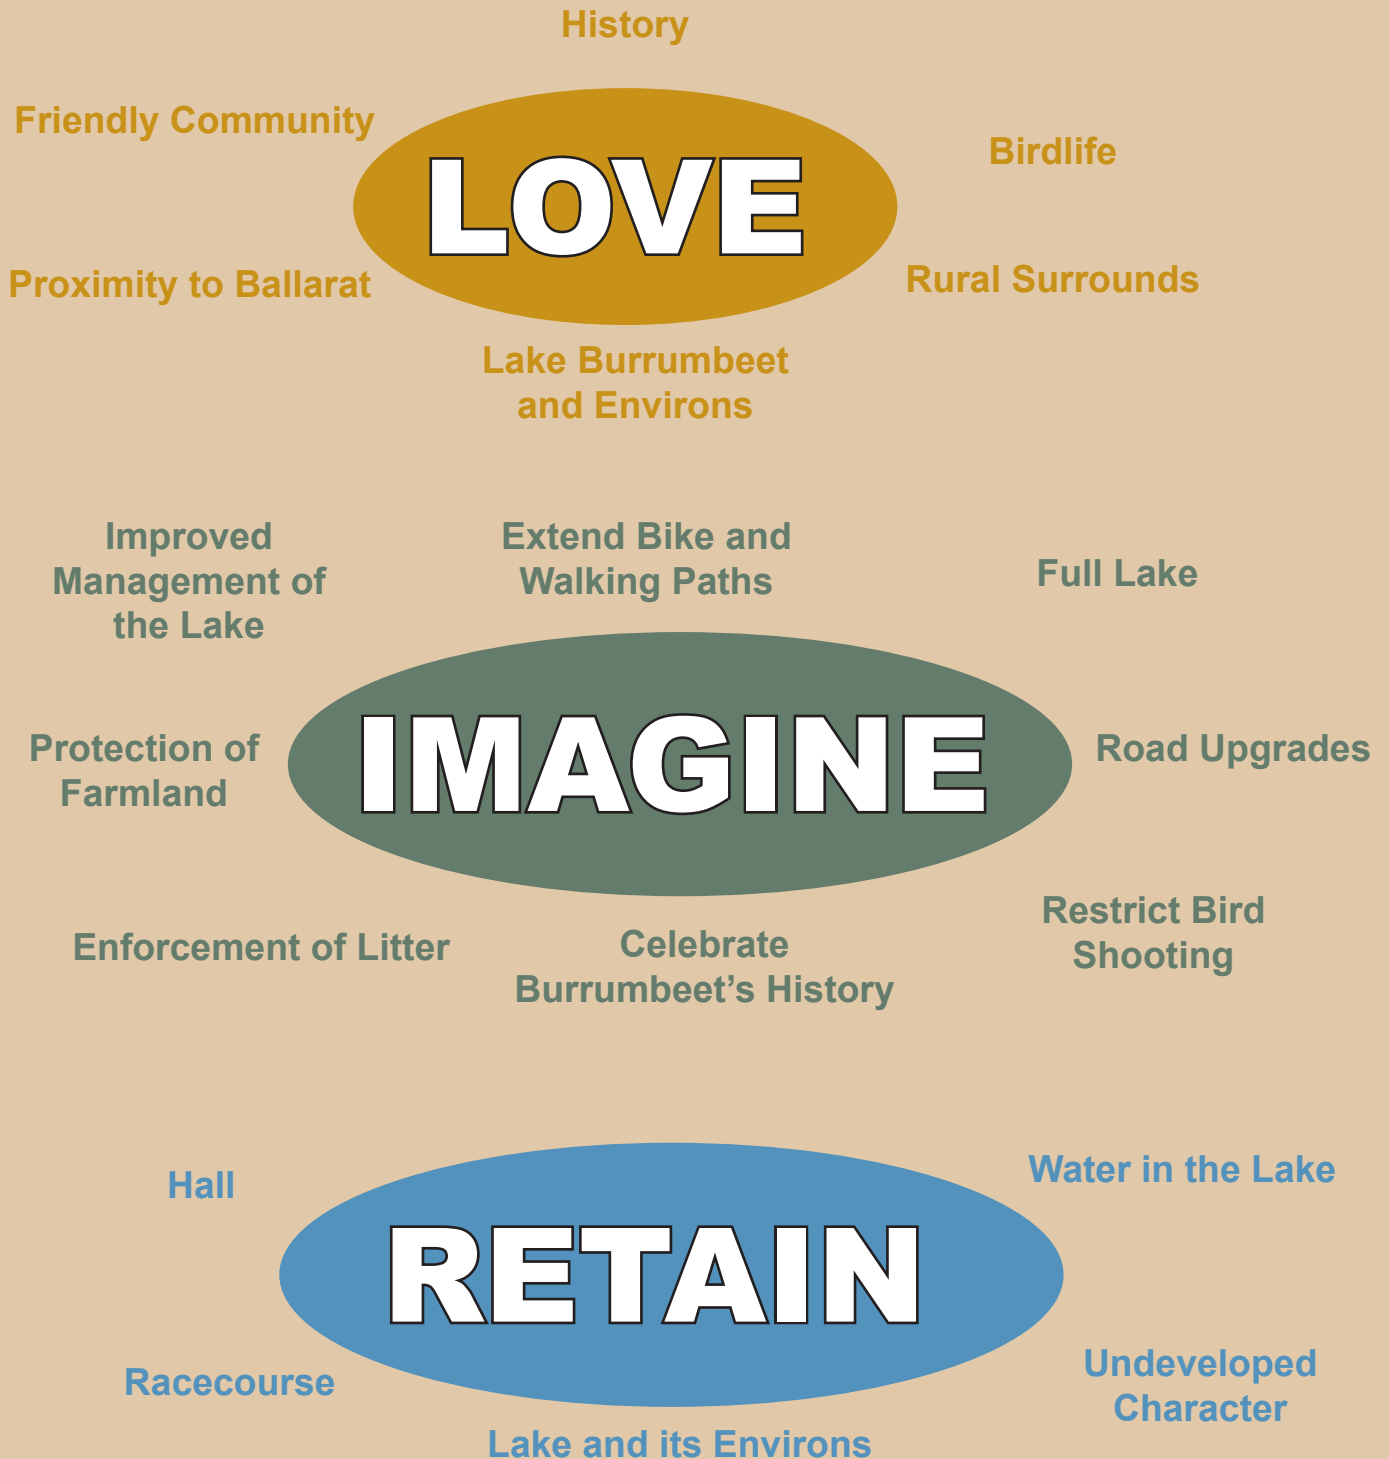 History
Friendly Community
Birdlife
LOVE
Proximity to Ballarat
Rural Surrounds
Lake Burrumbeet
and Environs
Improved
Management of
the Lake
Extend Bike and
Walking Paths
Full Lake
Protection of
Farmland
IMAGINE
Road Upgrades
Enforcement of Litter
Celebrate
Burrumbeet’s History
Restrict Bird
Shooting
Hall
Water in the Lake
RETAIN
Racecourse
Undeveloped
Character
Lake and its Environs